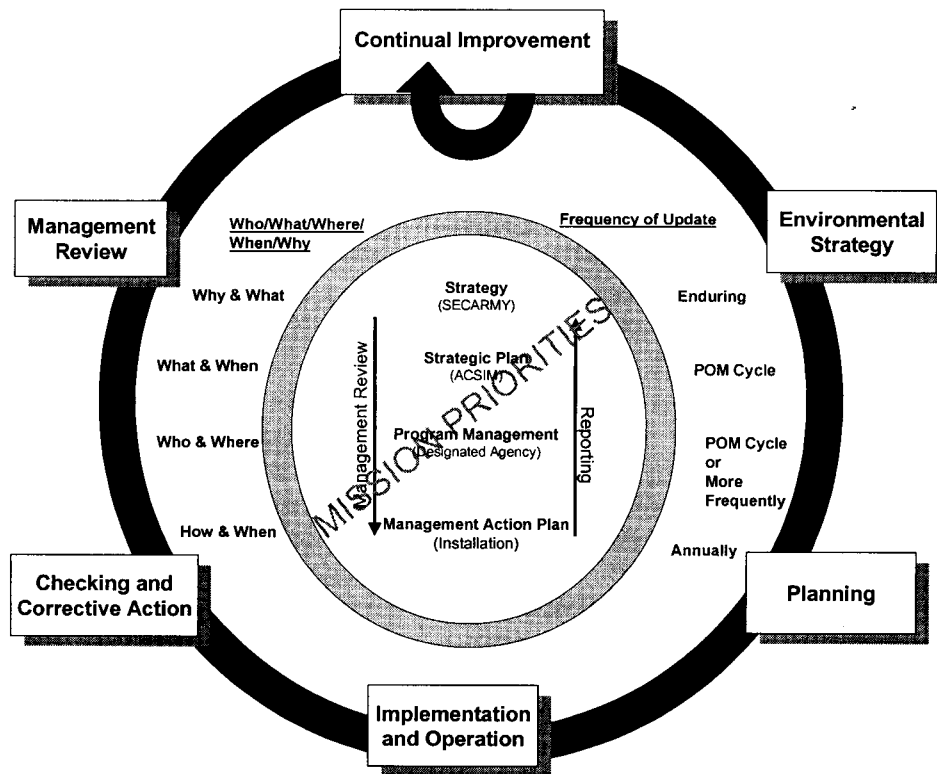 Continual Improvement
Management
Review
Environmental
Strategy
Who/What/Where/
When/Why
Frequency of Update
Why & What
Strategy
(SECARMY)
Enduring
What & When
Strategic Plan
(ACSIM)
POM Cycle
Who & Where
Program Management
(Designated Agency)
POM Cycle
or
More
Frequently
How & When
Management Action Plan
(Installation)
Annually
Management Review
MISSION PRIORITIES
Reporting
Checking and
Corrective Action
Planning
Implementation
and Operation